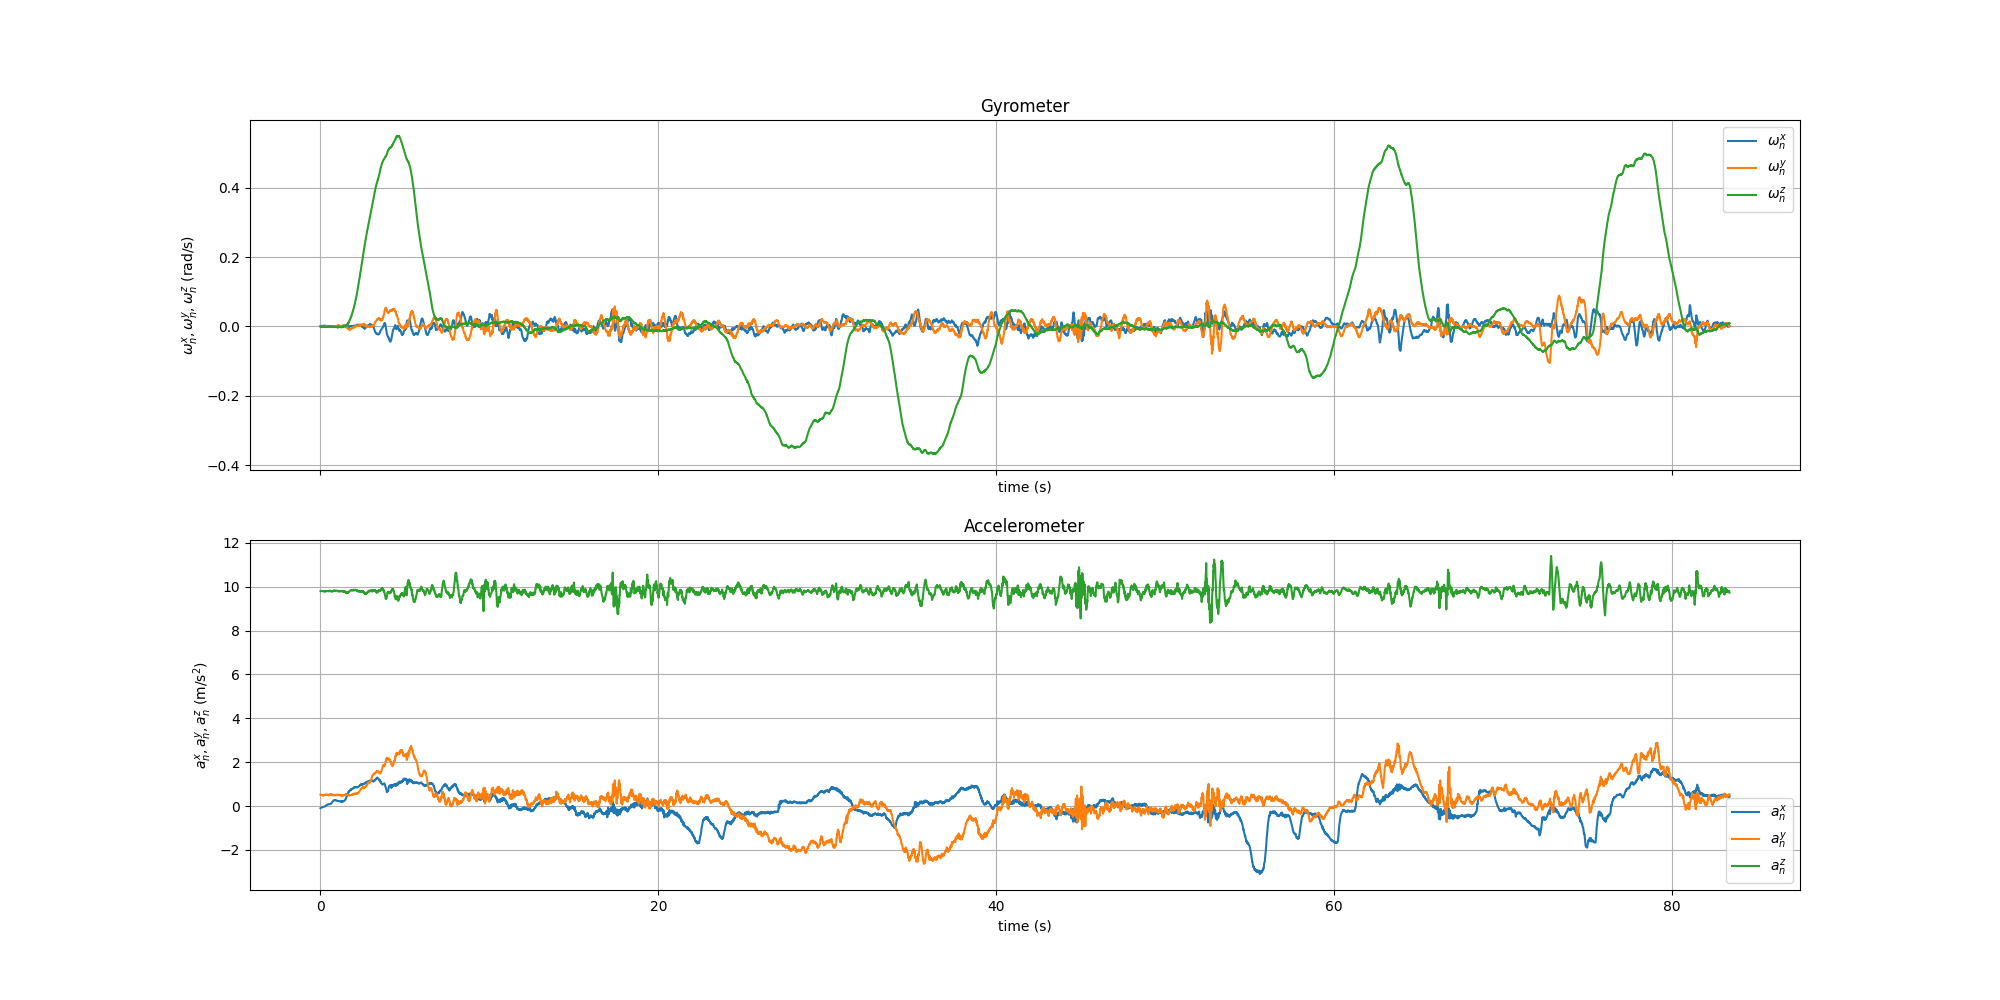 Gyrometer
ω_n^x, ω_n^y, ω_n^z (rad/s)
0.4
0.2
0.0
−0.2
−0.4
ω_n^x
ω_n^y
ω_n^z
time (s)
Accelerometer
a_n^x, a_n^y, a_n^z (m/s²)
12
10
8
6
4
2
0
−2
a_n^x
a_n^y
a_n^z
0 20 40 60 80
time (s)